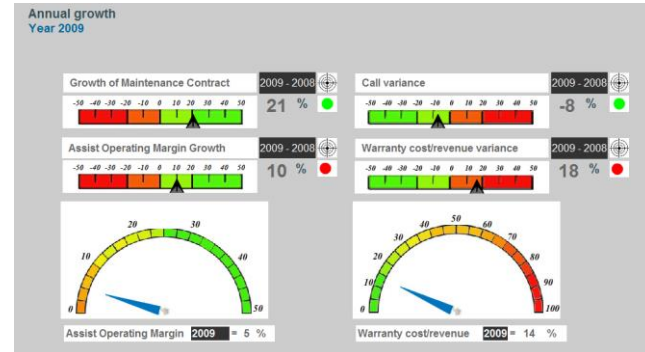 Annual growth
Year 2009
Growth of Maintenance Contract 2009 - 2008
-50 -40 -30 -20 -10 0 10 20 30 40 50
21 %
Call variance 2009 - 2008
-50 -40 -30 -20 -10 0 10 20 30 40 50
-8 %
Assist Operating Margin Growth 2009 - 2008
-50 -40 -30 -20 -10 0 10 20 30 40 50
10 %
Warranty cost/revenue variance 2009 - 2008
-50 -40 -30 -20 -10 0 10 20 30 40 50
18 %
0 10 20 30 40 50
Assist Operating Margin 2009 = 5 %
0 10 20 30 40 50 60 70 80 90 100
Warranty cost/revenue 2009 = 14 %